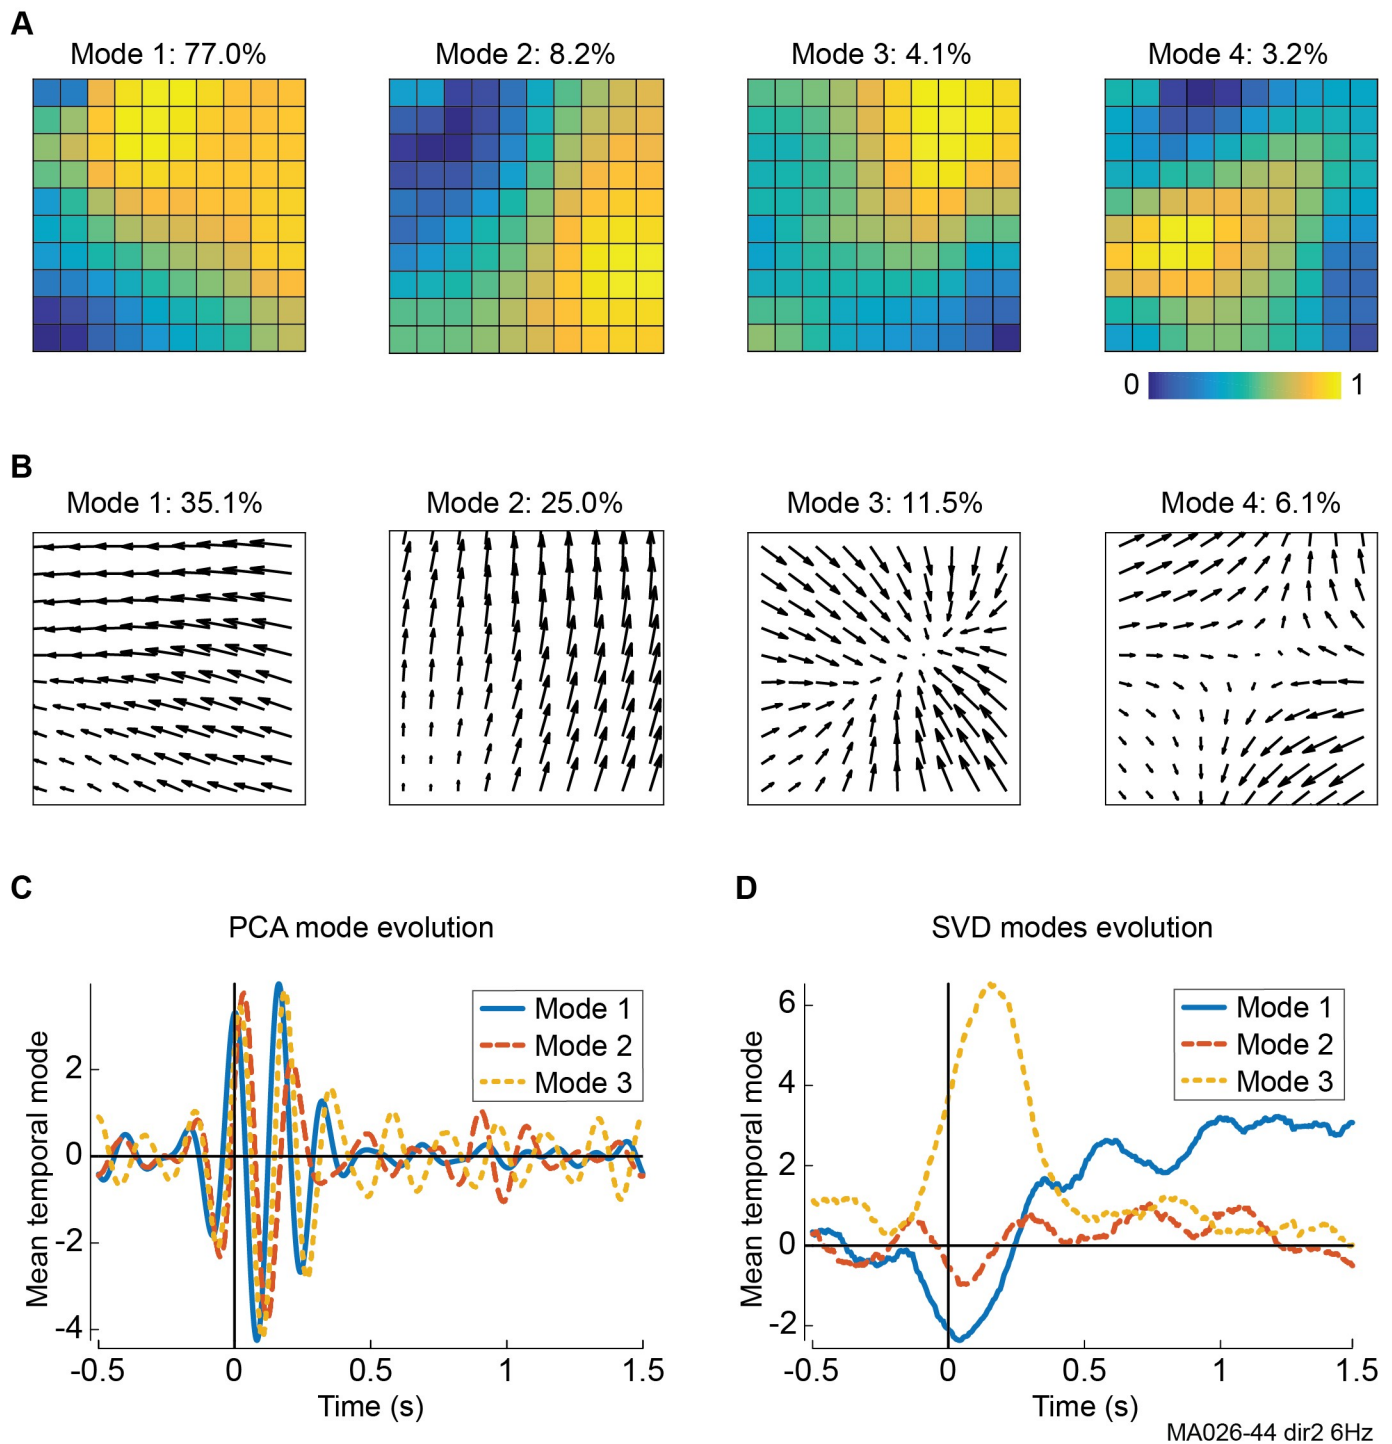 A
Mode 1: 77.0%
Mode 2: 8.2%
Mode 3: 4.1%
Mode 4: 3.2%
0
1
B
Mode 1: 35.1%
Mode 2: 25.0%
Mode 3: 11.5%
Mode 4: 6.1%
C
PCA mode evolution
Mean temporal mode
2
0
-2
-4
Mode 1
Mode 2
Mode 3
-0.5
0
0.5
1
1.5
Time (s)
D
SVD modes evolution
Mean temporal mode
6
4
2
0
-2
Mode 1
Mode 2
Mode 3
-0.5
0
0.5
1
1.5
Time (s)
MA026-44 dir2 6Hz